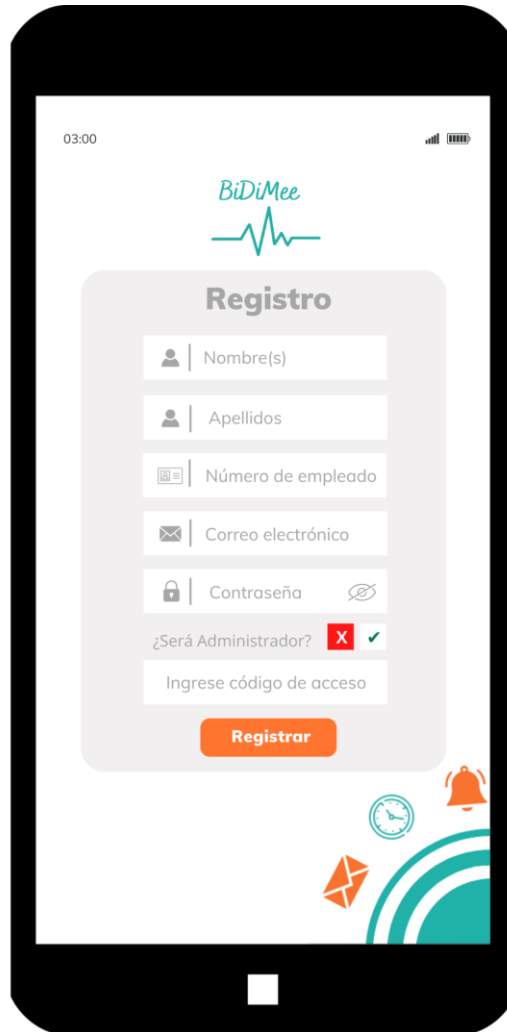 03:00
BiDiMee
Registro
Nombre(s)
Apellidos
Número de empleado
Correo electrónico
Contraseña
¿Será Administrador? X ✔
Ingrese código de acceso
Registrar